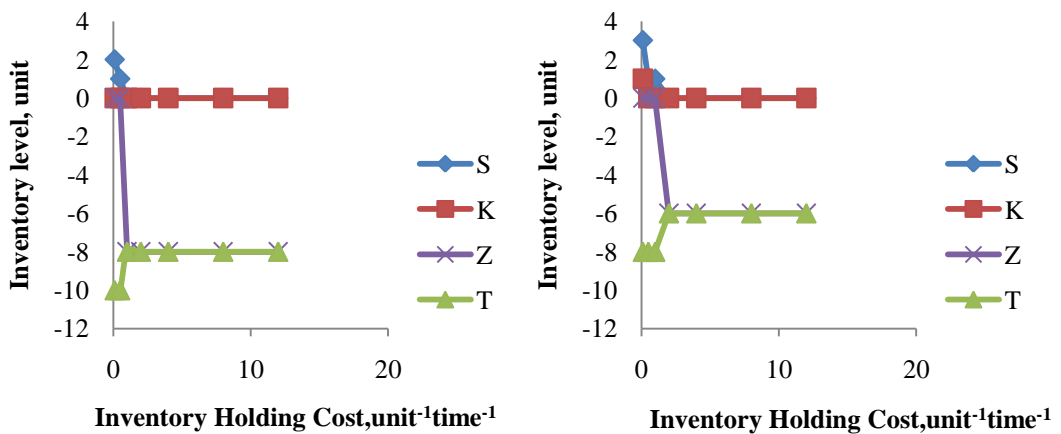 4
2
0
-2
-4
-6
-8
-10
-12
0
10
20
Inventory level, unit
Inventory Holding Cost,unit-1time-1
S
K
Z
T
4
2
0
-2
-4
-6
-8
-10
-12
0
10
20
Inventory level, unit
Inventory Holding Cost,unit-1time-1
S
K
Z
T